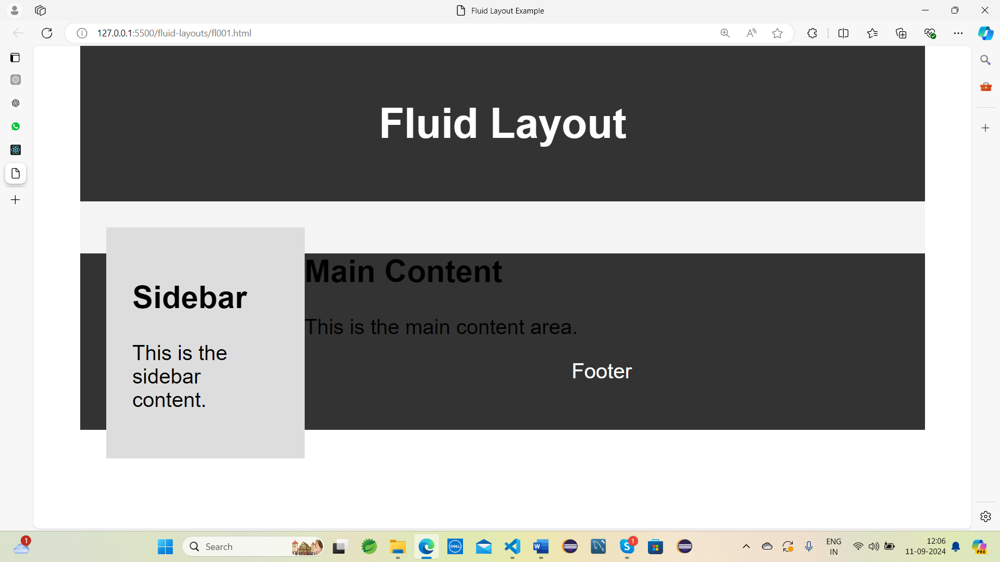 Fluid Layout Example
127.0.0.1:5500/fluid-layouts/fl001.html
Fluid Layout
Main Content
Sidebar
This is the main content area.
This is the
sidebar
content.
Footer
1
Search
DELL
W
S
1
ENG
IN
12:06
11-09-2024
PRE